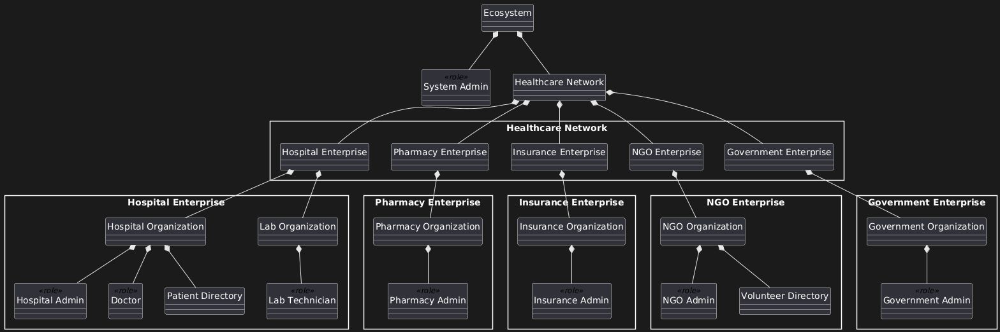 Ecosystem
«role»
System Admin
Healthcare Network
Healthcare Network
Hospital Enterprise
Pharmacy Enterprise
Insurance Enterprise
NGO Enterprise
Government Enterprise
Hospital Enterprise
Pharmacy Enterprise
Insurance Enterprise
NGO Enterprise
Government Enterprise
Hospital Organization
Lab Organization
Pharmacy Organization
Insurance Organization
NGO Organization
Government Organization
«role»
Hospital Admin
«role»
Doctor
Patient Directory
«role»
Lab Technician
«role»
Pharmacy Admin
«role»
Insurance Admin
«role»
NGO Admin
Volunteer Directory
«role»
Government Admin